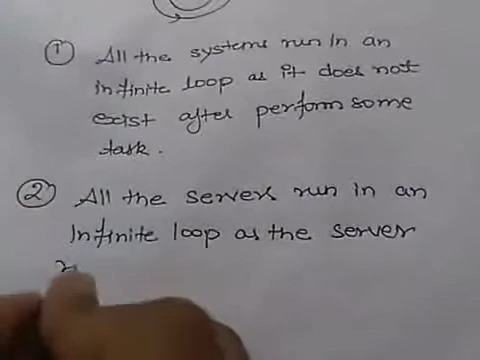 ① All the systems run in an
infinite loop as it does not
exist after perform some
task.
② All the servers run in an
Infinite loop as the server